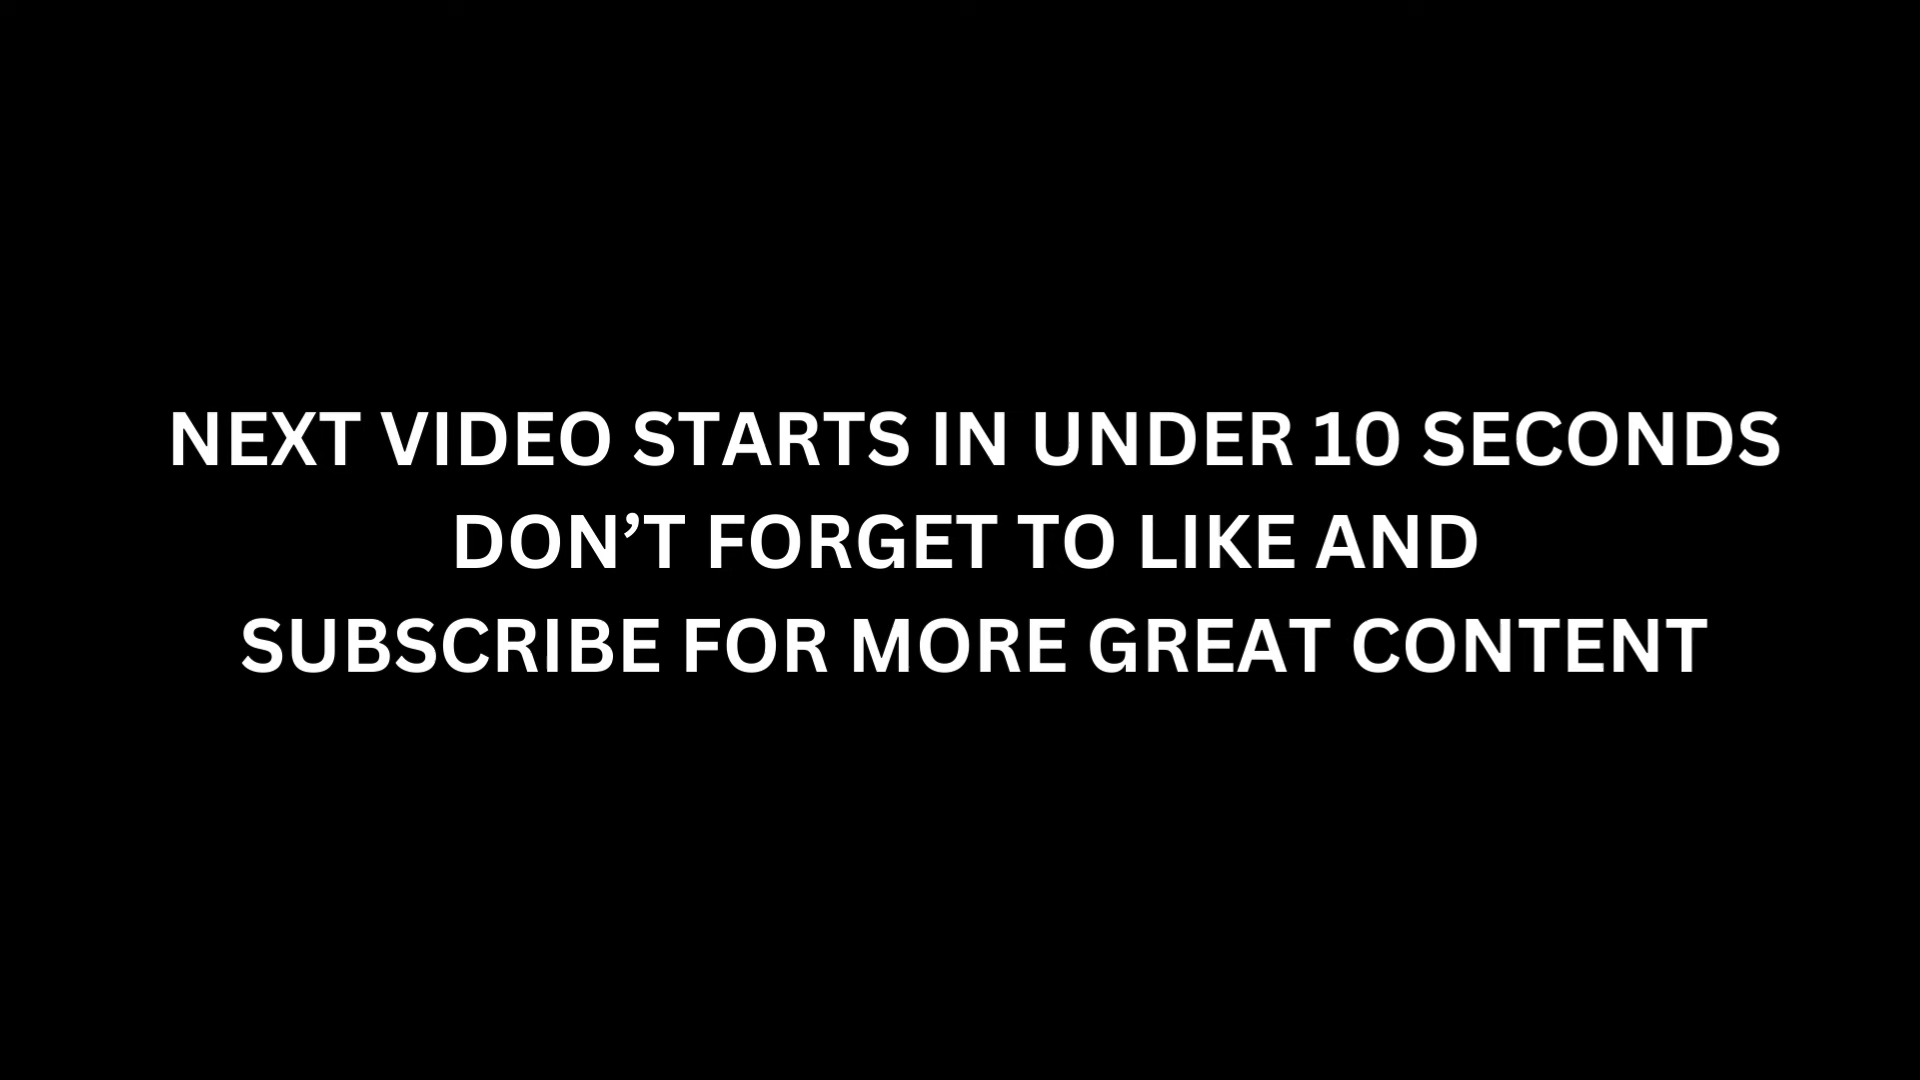 NEXT VIDEO STARTS IN UNDER 10 SECONDS
DON’T FORGET TO LIKE AND
SUBSCRIBE FOR MORE GREAT CONTENT